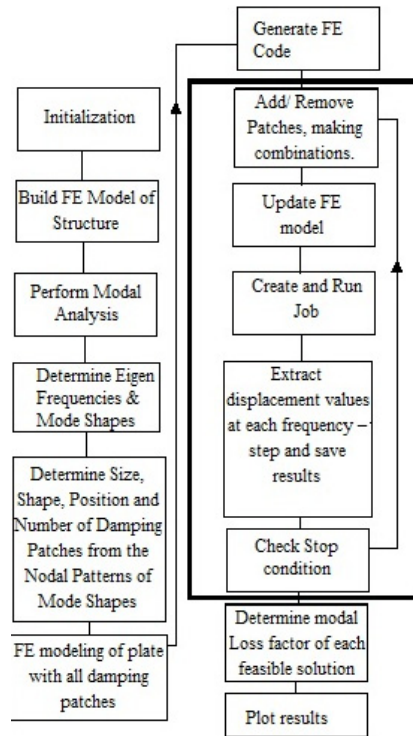 Initialization
Build FE Model of
Structure
Perform Modal
Analysis
Determine Eigen
Frequencies &
Mode Shapes
Determine Size,
Shape, Position and
Number of Damping
Patches from the
Nodal Patterns of
Mode Shapes
FE modeling of plate
with all damping
patches
Generate FE
Code
Add/ Remove
Patches, making
combinations.
Update FE
model
Create and Run
Job
Extract
displacement values
at each frequency –
step and save
results
Check Stop
condition
Determine modal
Loss factor of each
feasible solution
Plot results